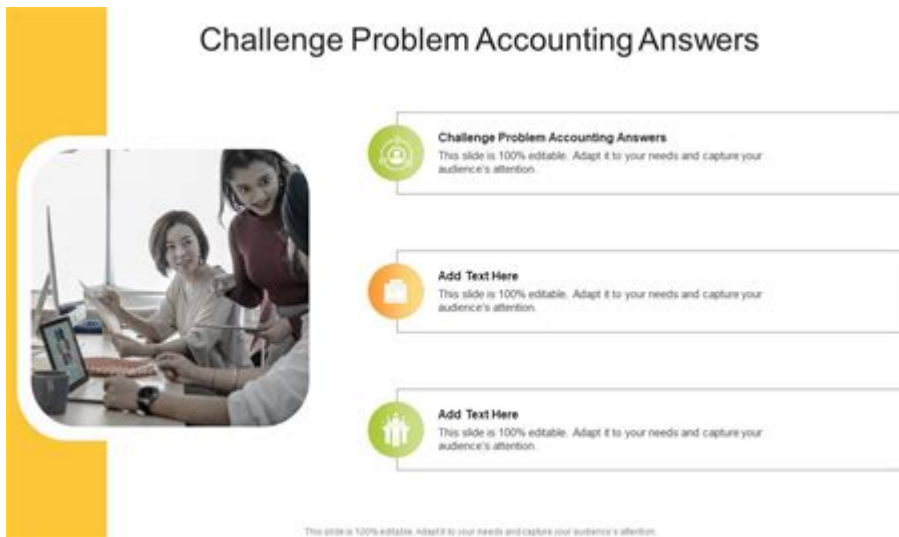 Challenge Problem Accounting Answers
Challenge Problem Accounting Answers
This slide is 100% editable. Adapt it to your needs and capture your
audience's attention.
Add Text Here
This slide is 100% editable. Adapt it to your needs and capture your
audience's attention.
Add Text Here
This slide is 100% editable. Adapt it to your needs and capture your
audience's attention.
This slide is 100% editable. Adapt it to your needs and capture your audience's attention.